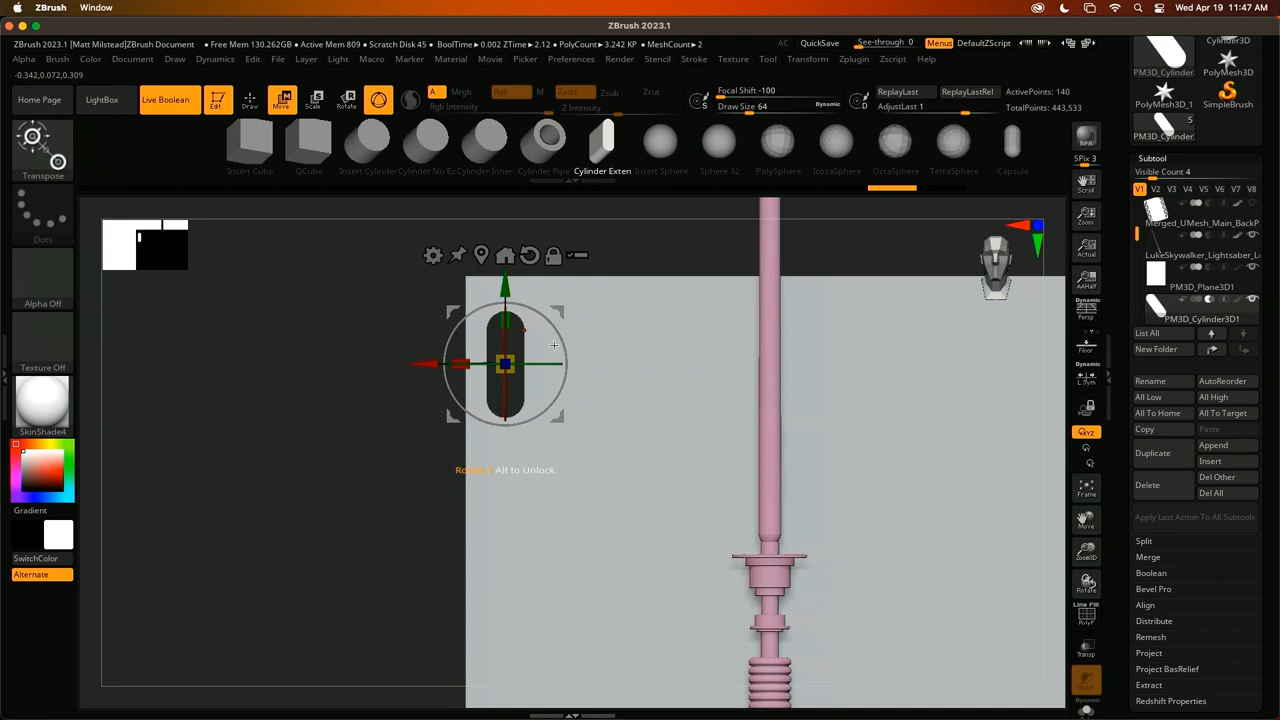 ZBrush Window Wed Apr 19 11:47 AM
ZBrush 2023.1
ZBrush 2023.1 [Matt Milstead]ZBrush Document • Free Mem 130.262GB • Active Mem 809 • Scratch Disk 45 • BoolTime▸0.002 ZTime▸2.12 • PolyCount▸3.242 KP • MeshCount▸2 AC QuickSave See-through 0 Menus DefaultZScript
Alpha Brush Color Document Draw Dynamics Edit File Layer Light Macro Marker Material Movie Picker Preferences Render Stencil Stroke Texture Tool Transform Zplugin Zscript Help
-0.342,0.072,0.309
Home Page LightBox Live Boolean Edit Draw Move Scale Rotate A Mrgb Rgb M Zadd Zsub Zcut
Rgb Intensity Z Intensity
Focal Shift -100
Draw Size 64 Dynamic
ReplayLast ReplayLastRel
AdjustLast 1
ActivePoints: 140
TotalPoints: 443,533
Insert Cube QCube Insert Cylinder Cylinder No Ec Cylinder Inner Cylinder Pipe Cylinder Exten Insert Sphere Sphere 32 PolySphere IcosaSphere OctaSphere TetraSphere Capsule
Transpose
Dots
Alpha Off
Texture Off
SkinShade4
Gradient
SwitchColor
Alternate
Rotate Alt to Unlock
BPR
SPix 3
Scroll
Zoom
Actual
AAHalf
Dynamic
Persp
Floor
Dynamic
L.Sym
XYZ
Frame
Move
Zoom3D
Rotate
Line Fill
PolyF
Transp
Ghost
Dynamic
Cylinder3D
PM3D_Cylinder. PolyMesh3D
PolyMesh3D_1 SimpleBrush
5
PM3D_Cylinder.
Subtool
Visible Count 4
V1 V2 V3 V4 V5 V6 V7 V8
Merged_UMesh_Main_BackP
LukeSkywalker_Lightsaber_L
PM3D_Plane3D1
PM3D_Cylinder3D1
List All
New Folder
Rename AutoReorder
All Low All High
All To Home All To Target
Copy Paste
Duplicate Append
Insert
Delete Del Other
Del All
Apply Last Action To All Subtools
Split
Merge
Boolean
Bevel Pro
Align
Distribute
Remesh
Project
Project BasRelief
Extract
Redshift Properties